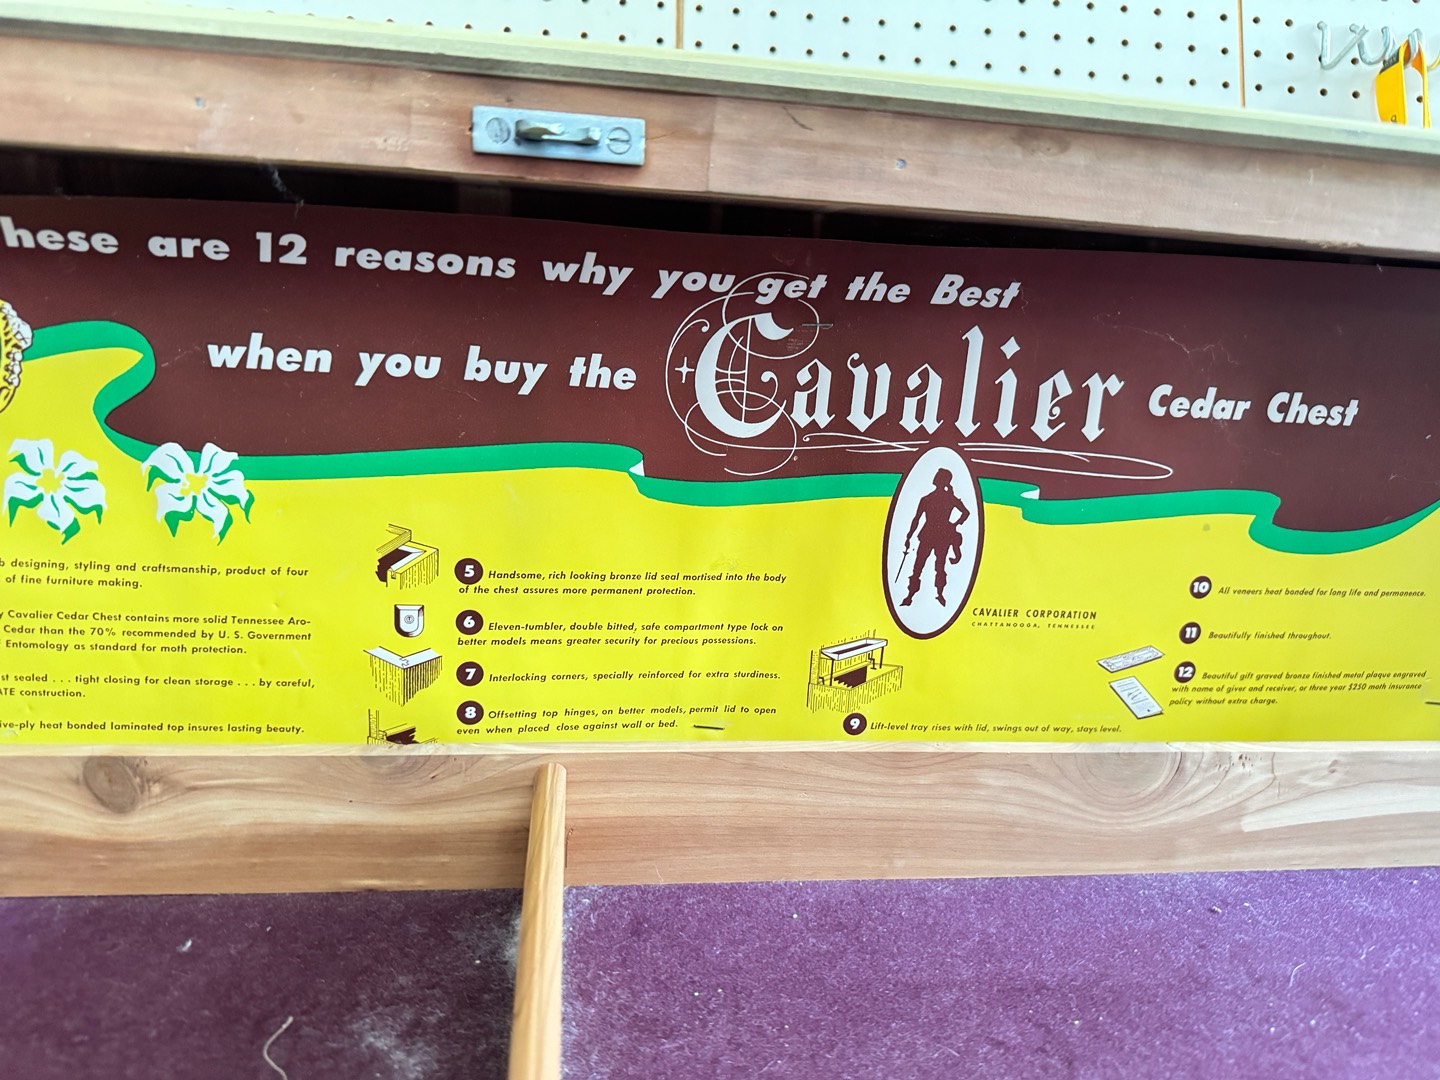 hese are 12 reasons why you get the Best
when you buy the Cavalier Cedar Chest
designing, styling and craftsmanship, product of four
of fine furniture making.
Cavalier Cedar Chest contains more solid Tennessee Aro-
Cedar than the 70% recommended by U. S. Government
Entomology as standard for moth protection.
st sealed . . . tight closing for clean storage . . . by careful,
ATE construction.
ive-ply heat bonded laminated top insures lasting beauty.
5 Handsome, rich looking bronze lid seal mortised into the body
of the chest assures more permanent protection.
6 Eleven-tumbler, double bitted, safe compartment type lock on
better models means greater security for precious possessions.
7 Interlocking corners, specially reinforced for extra sturdiness.
8 Offsetting top hinges, on better models, permit lid to open
even when placed close against wall or bed.
CAVALIER CORPORATION
CHATTANOOGA, TENNESSEE
9 Lift-level tray rises with lid, swings out of way, stays level.
10 All veneers heat bonded for long life and permanence.
11 Beautifully finished throughout.
12 Beautiful gift graved bronze finished metal plaque engraved
with name of giver and receiver, or three year $250 moth insurance
policy without extra charge.